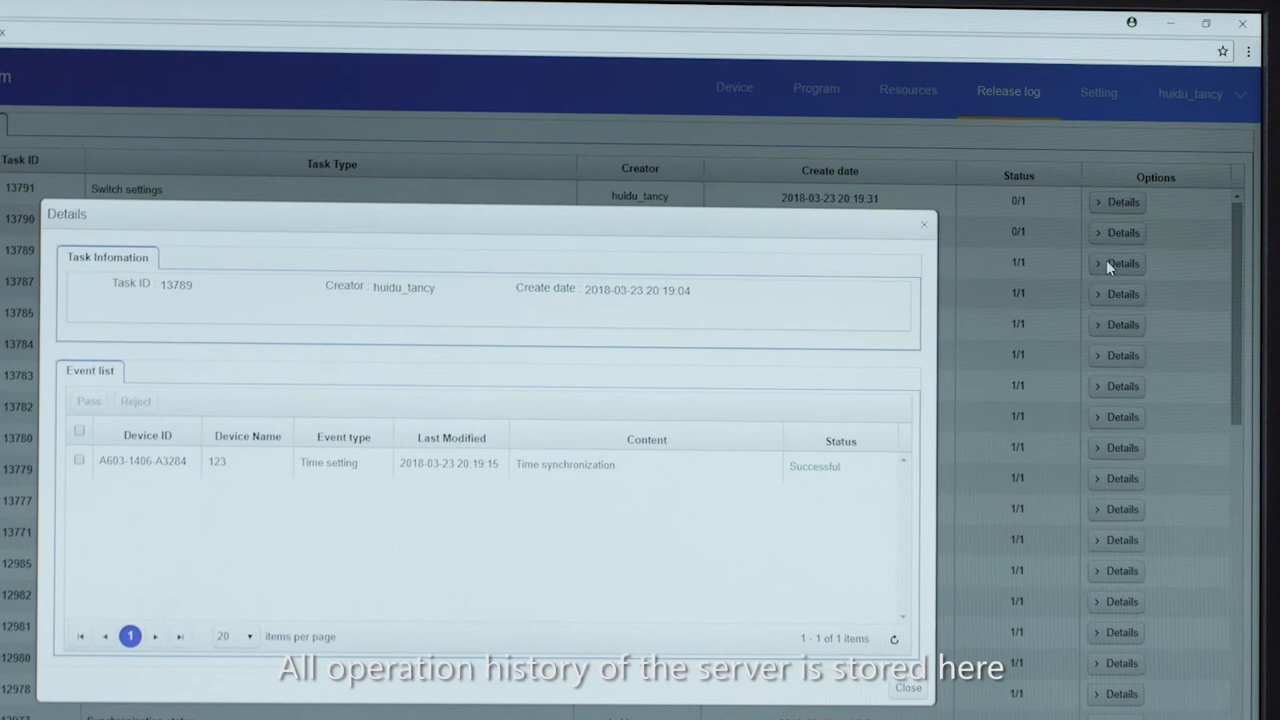 m
Device Program Resources Release log Setting huidu_tancy
Task ID Task Type Creator Create date Status Options
13791 Switch settings huidu_tancy 2018-03-23 20:19:31 0/1 > Details
13790 0/1 > Details
13789 1/1 > Details
13787 1/1 > Details
13785 1/1 > Details
13784 1/1 > Details
13783 1/1 > Details
13782 1/1 > Details
13780 1/1 > Details
13779 1/1 > Details
13777 1/1 > Details
13771 1/1 > Details
12985 1/1 > Details
12982 1/1 > Details
12981 1/1 > Details
12980 1/1 > Details
12978 1/1 > Details
Details
Task Infomation
Task ID : 13789 Creator : huidu_tancy Create date : 2018-03-23 20:19:04
Event list
Pass Reject
Device ID Device Name Event type Last Modified Content Status
A603-1406-A3284 123 Time setting 2018-03-23 20:19:15 Time synchronization Successful
1 20 items per page 1 - 1 of 1 items
Close
All operation history of the server is stored here